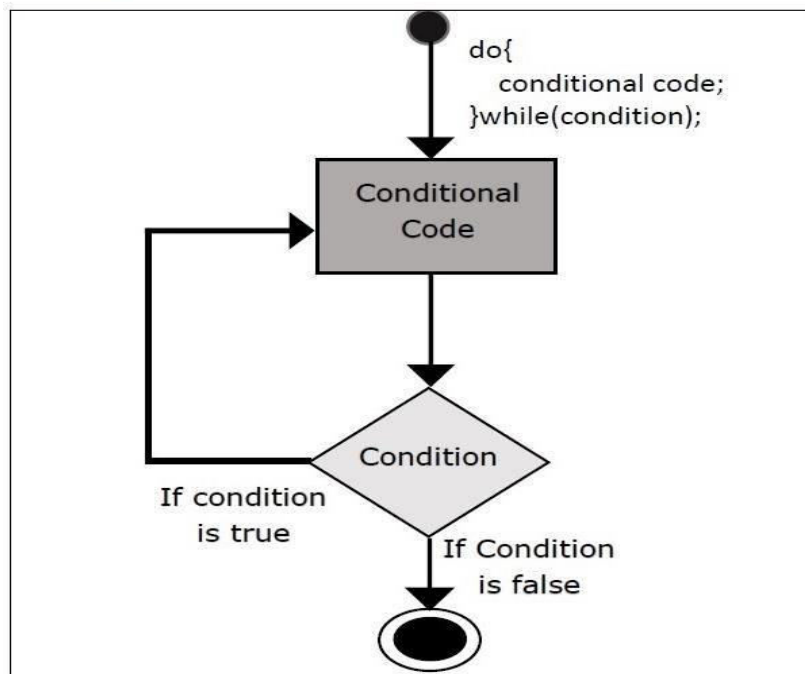 do{
conditional code;
}while(condition);
Conditional
Code
Condition
If condition
is true
If Condition
is false